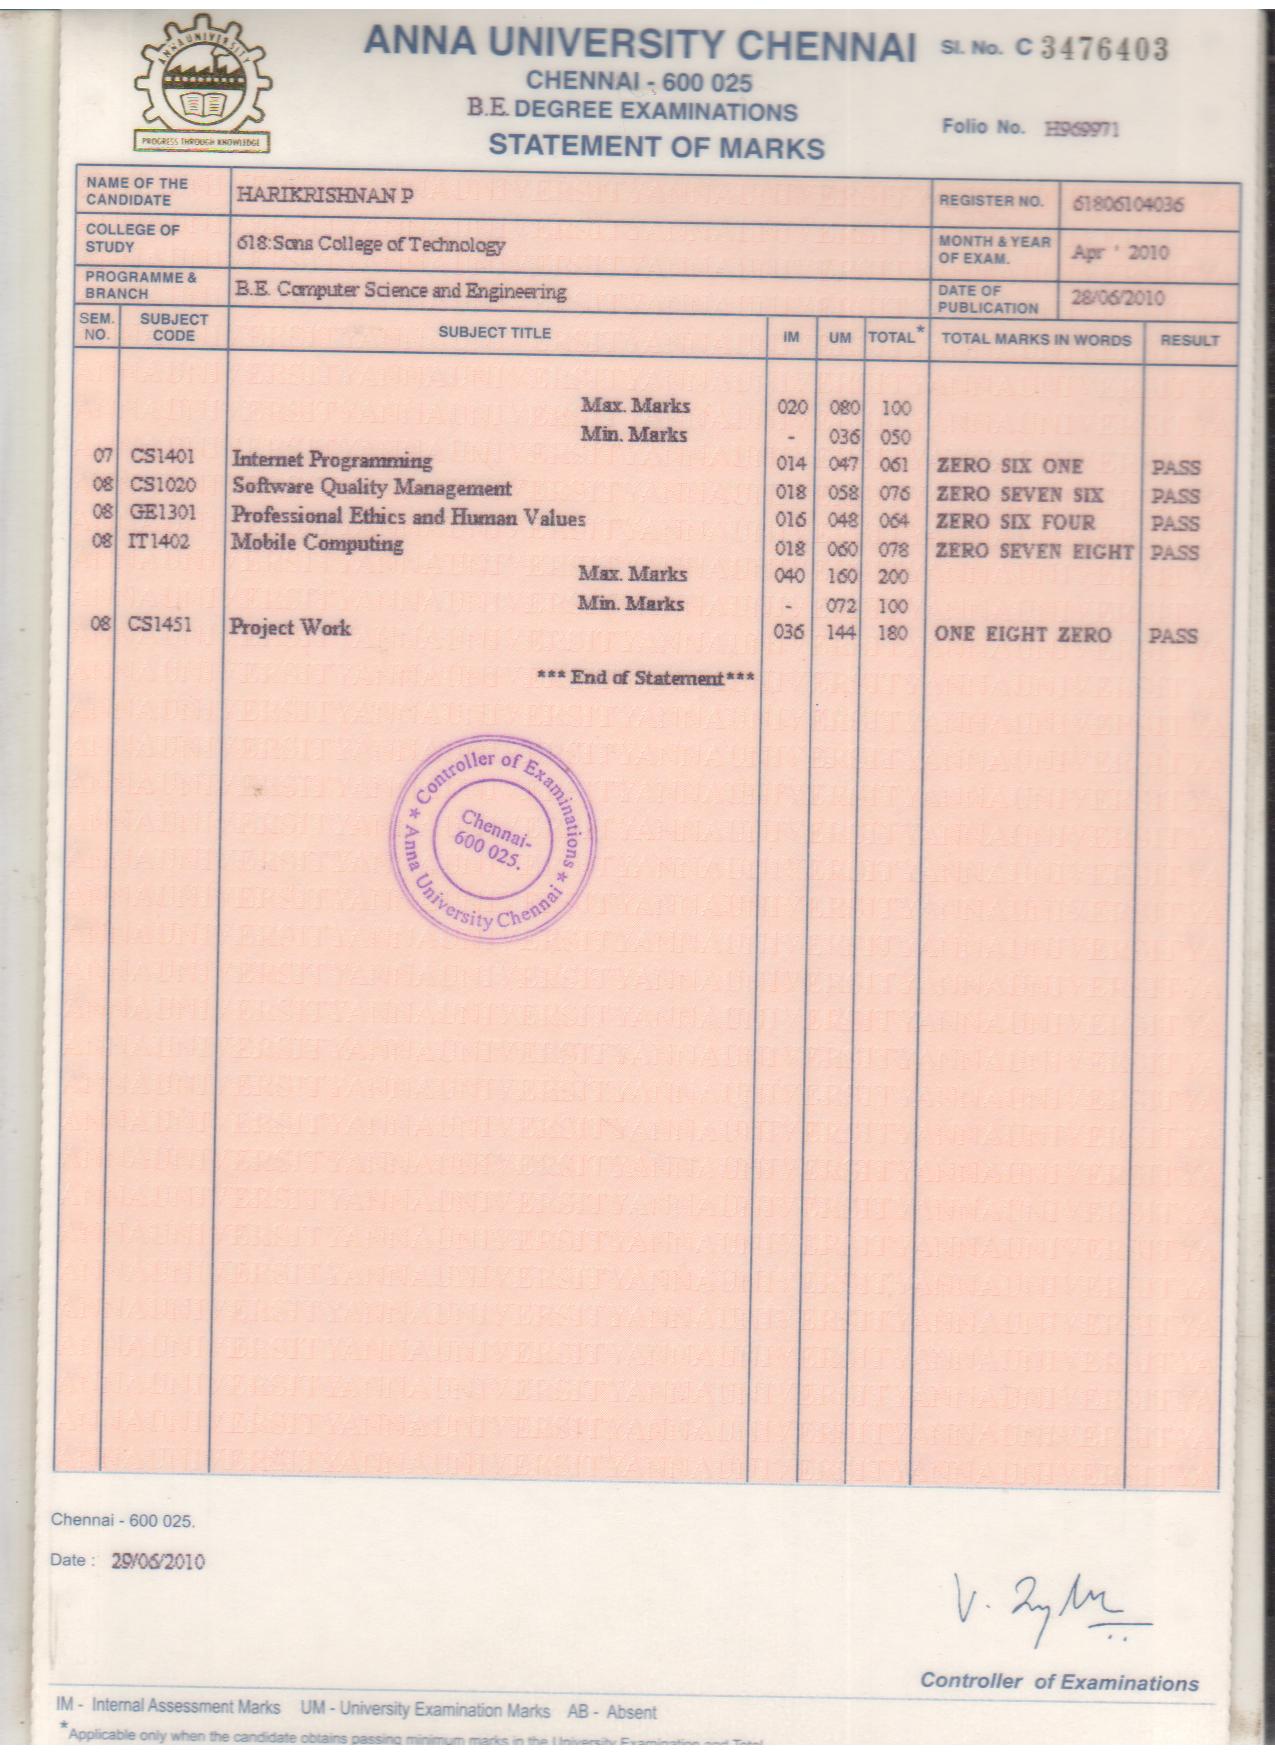 ANNA UNIVERSITY
PROGRESS THROUGH KNOWLEDGE
ANNA UNIVERSITY CHENNAI
Sl. No. C 3476403
CHENNAI - 600 025
B.E. DEGREE EXAMINATIONS
STATEMENT OF MARKS
Folio No. H969971
NAME OF THE CANDIDATE HARIKRISHNAN P REGISTER NO. 61806104036
COLLEGE OF STUDY 618:Sona College of Technology MONTH & YEAR OF EXAM. Apr ' 2010
PROGRAMME & BRANCH B.E. Computer Science and Engineering DATE OF PUBLICATION 28/06/2010
SEM. NO. SUBJECT CODE SUBJECT TITLE IM UM TOTAL* TOTAL MARKS IN WORDS RESULT
Max. Marks 020 080 100
Min. Marks - 036 050
07 CS1401 Internet Programming 014 047 061 ZERO SIX ONE PASS
08 CS1020 Software Quality Management 018 058 076 ZERO SEVEN SIX PASS
08 GE1301 Professional Ethics and Human Values 016 048 064 ZERO SIX FOUR PASS
08 IT1402 Mobile Computing 018 060 078 ZERO SEVEN EIGHT PASS
Max. Marks 040 160 200
Min. Marks - 072 100
08 CS1451 Project Work 036 144 180 ONE EIGHT ZERO PASS
*** End of Statement***
* Controller of Examinations *
Anna University Chennai
Chennai-
600 025.
Chennai - 600 025.
Date : 29/06/2010
Controller of Examinations
IM - Internal Assessment Marks UM - University Examination Marks AB - Absent
*Applicable only when the candidate obtains passing minimum marks in the University Examination and Total